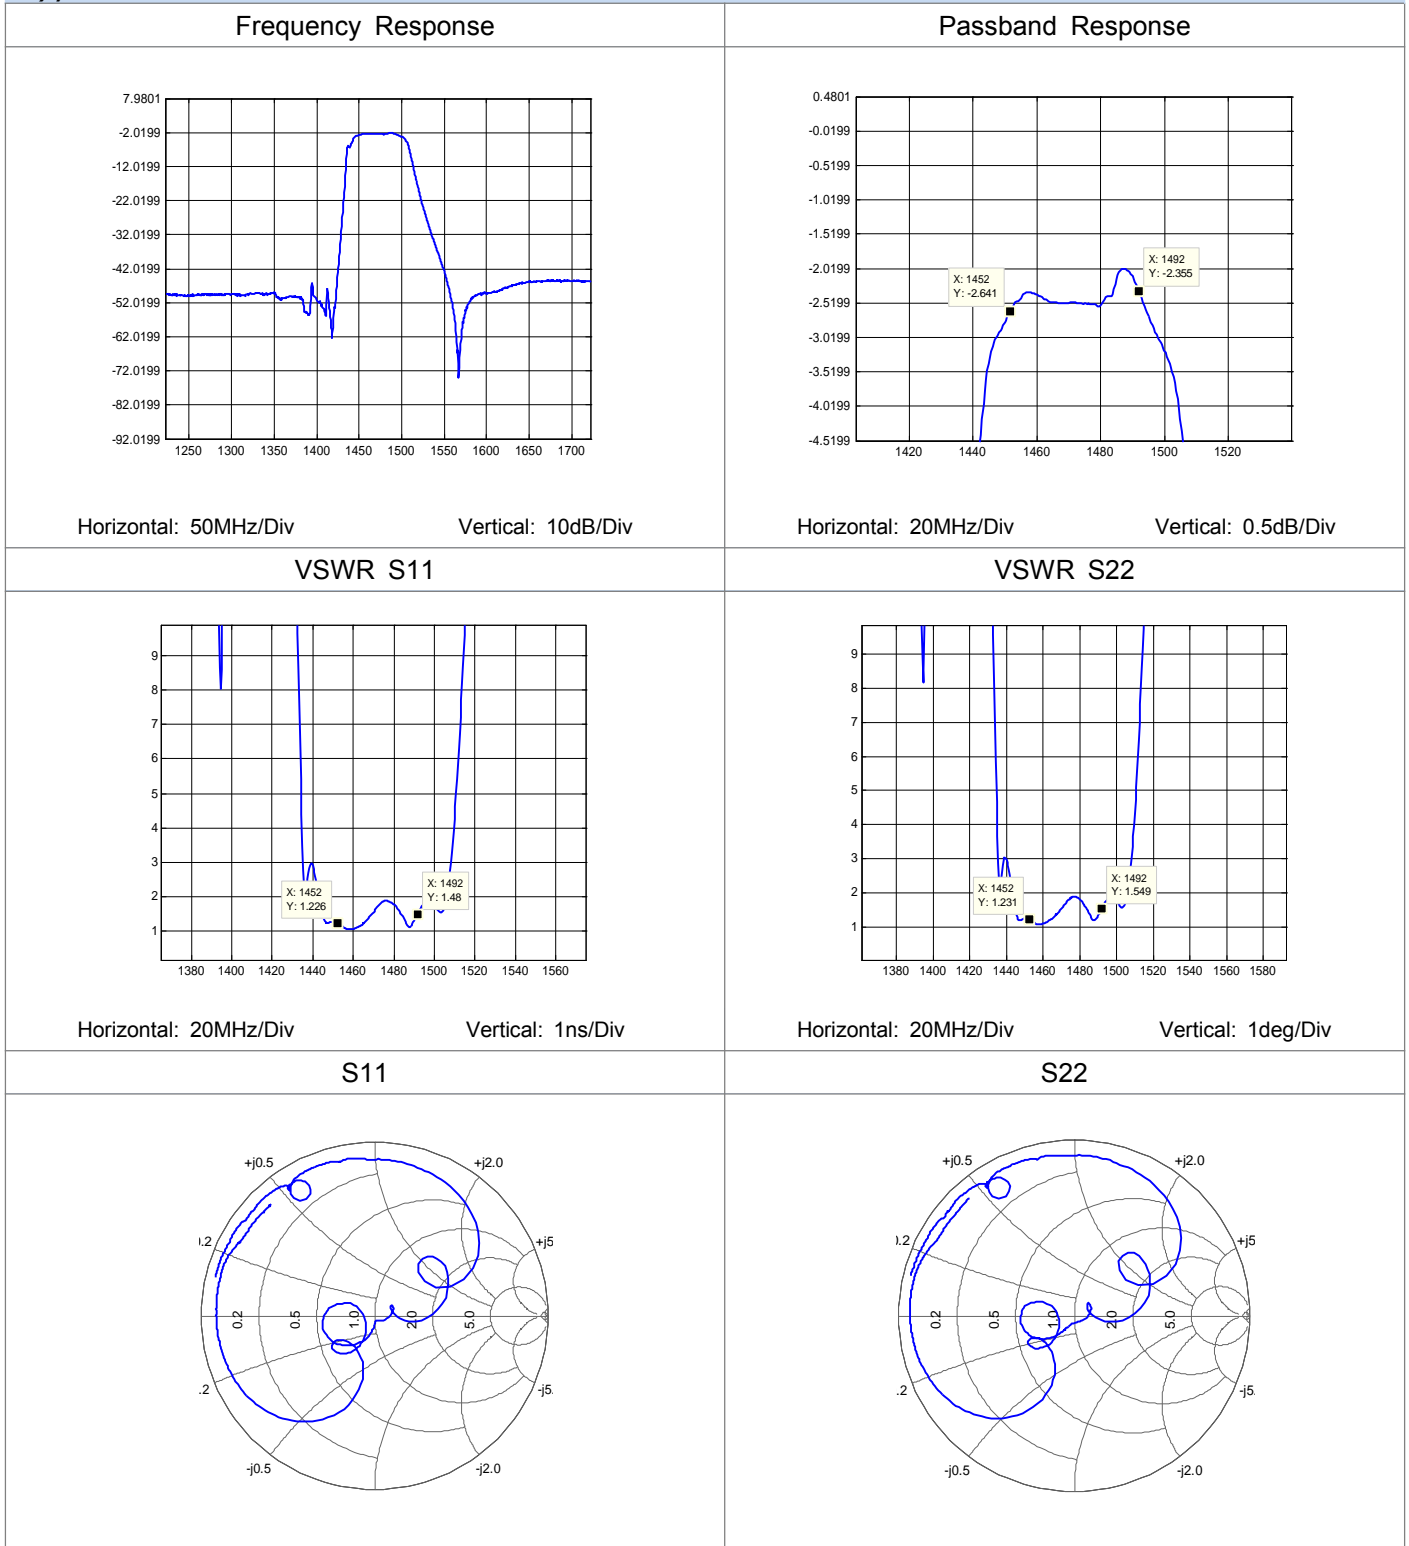 Frequency Response
Passband Response
7.9801
-2.0199
-12.0199
-22.0199
-32.0199
-42.0199
-52.0199
-62.0199
-72.0199
-82.0199
-92.0199
1250 1300 1350 1400 1450 1500 1550 1600 1650 1700
Horizontal: 50MHz/Div
Vertical: 10dB/Div
0.4801
-0.0199
-0.5199
-1.0199
-1.5199
-2.0199
-2.5199
-3.0199
-3.5199
-4.0199
-4.5199
X: 1452
Y: -2.641
X: 1492
Y: -2.355
1420 1440 1460 1480 1500 1520
Horizontal: 20MHz/Div
Vertical: 0.5dB/Div
VSWR S11
VSWR S22
9
8
7
6
5
4
3
2
1
X: 1452
Y: 1.226
X: 1492
Y: 1.48
1380 1400 1420 1440 1460 1480 1500 1520 1540 1560
Horizontal: 20MHz/Div
Vertical: 1ns/Div
9
8
7
6
5
4
3
2
1
X: 1452
Y: 1.231
X: 1492
Y: 1.549
1380 1400 1420 1440 1460 1480 1500 1520 1540 1560 1580
Horizontal: 20MHz/Div
Vertical: 1deg/Div
S11
S22
+j0.5
+j2.0
.2
+j5
0.2
0.5
1.0
2.0
5.0
.2
-j5.
-j0.5
-j2.0
+j0.5
+j2.0
.2
+j5
0.2
0.5
1.0
2.0
5.0
.2
-j5.
-j0.5
-j2.0